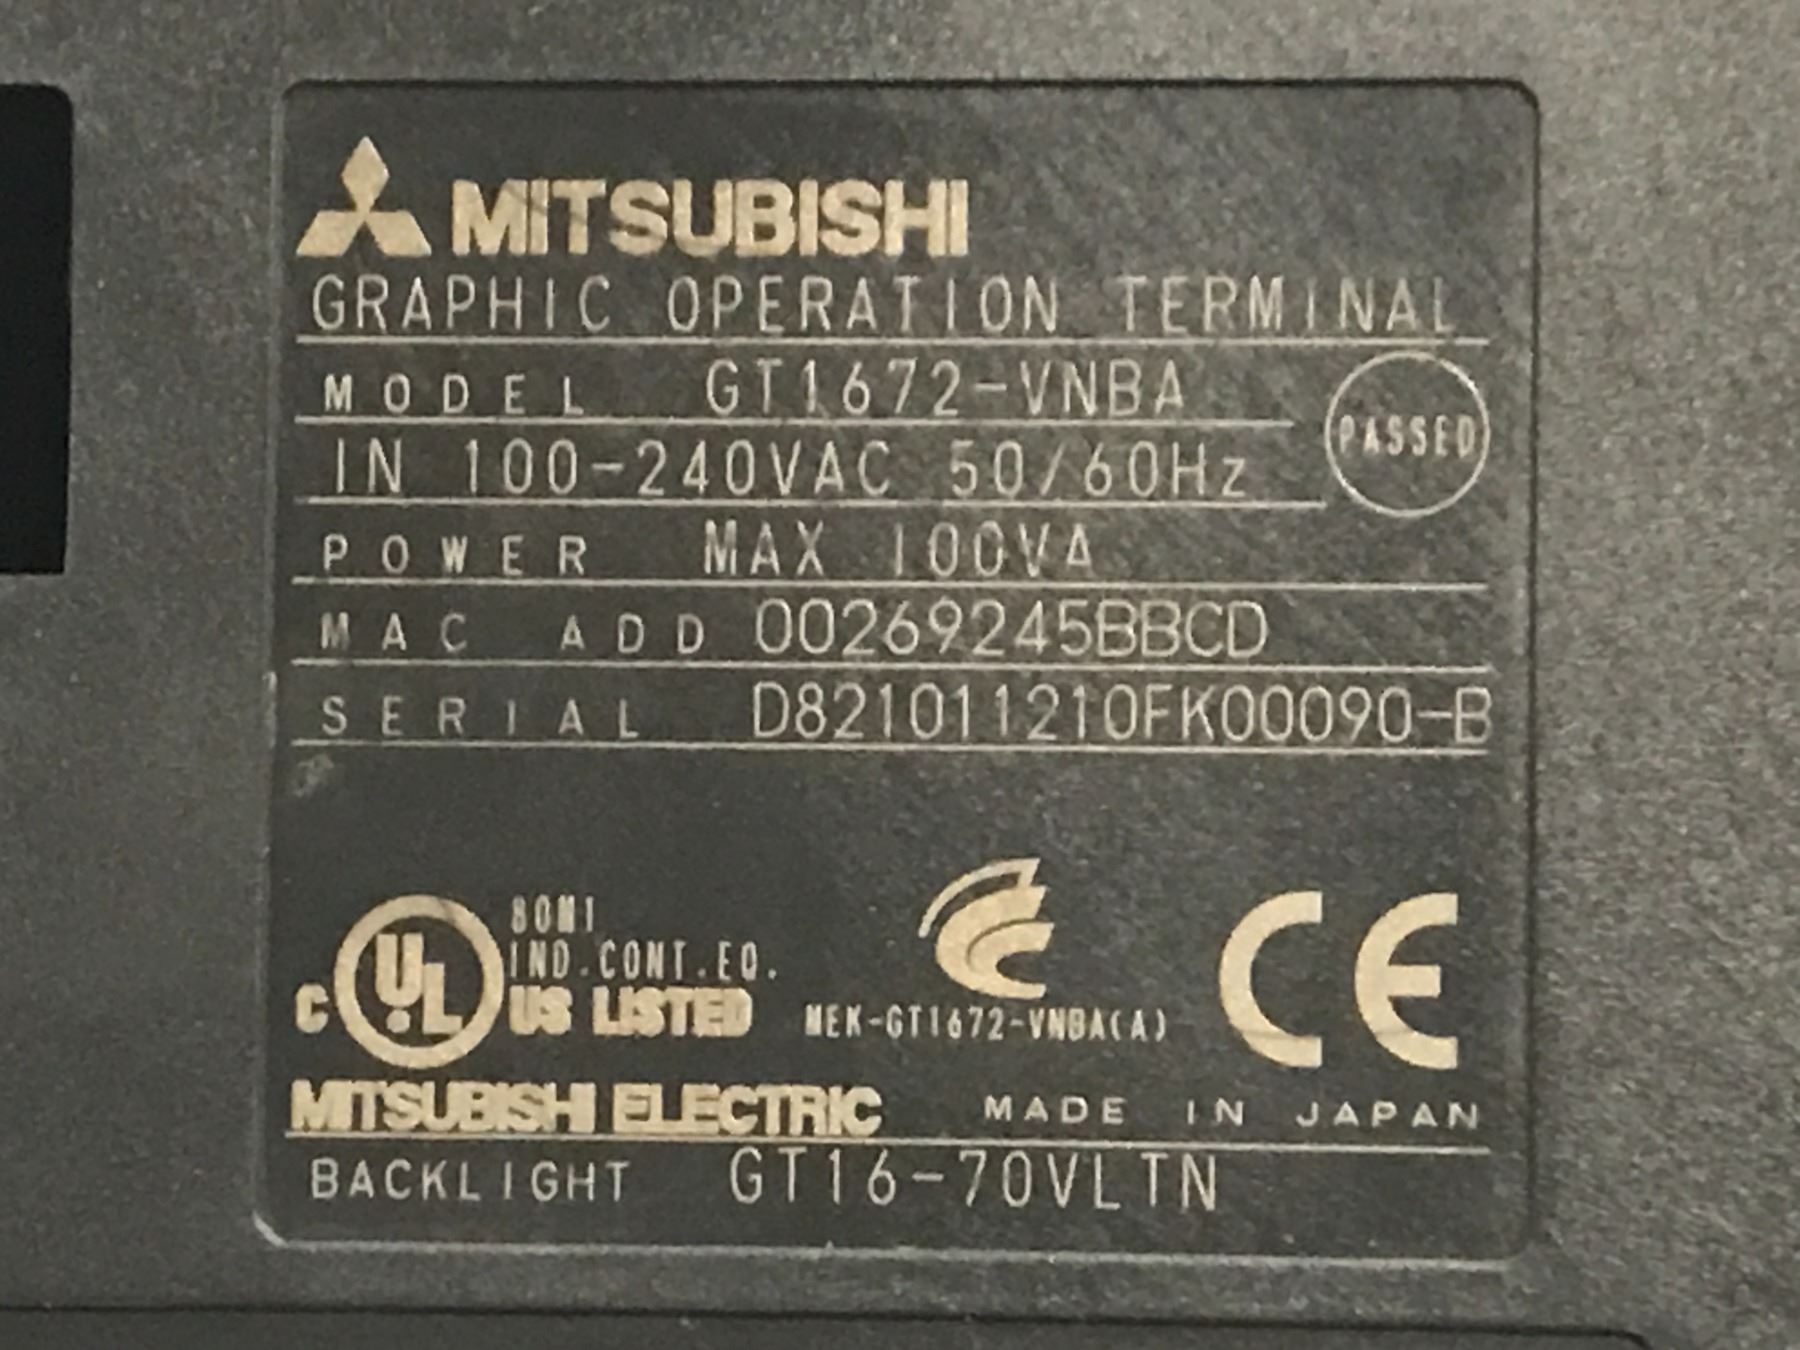 MITSUBISHI
GRAPHIC OPERATION TERMINAL
MODEL GT1672-VNBA
PASSED
IN 100-240VAC 50/60Hz
POWER MAX 100VA
MAC ADD 00269245BBCD
SERIAL D821011210FK00090-B
80M1
IND.CONT.EQ.
C UL US LISTED
MEK-GT1672-VNBA(A)
CE
MITSUBISHI ELECTRIC MADE IN JAPAN
BACKLIGHT GT16-70VLTN